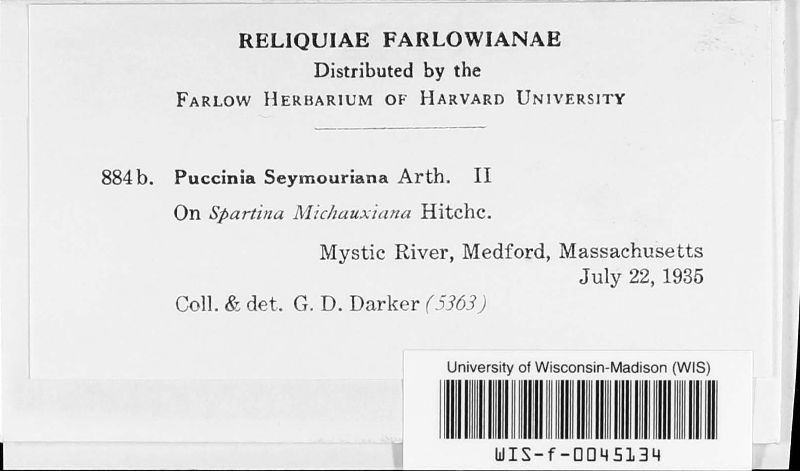 RELIQUIAE FARLOWIANAE
Distributed by the
FARLOW HERBARIUM OF HARVARD UNIVERSITY
884 b. Puccinia Seymouriana Arth. II
On Spartina Michauxiana Hitchc.
Mystic River, Medford, Massachusetts
July 22, 1935
Coll. & det. G. D. Darker (5363)
University of Wisconsin-Madison (WIS)
WIS-f-0045134